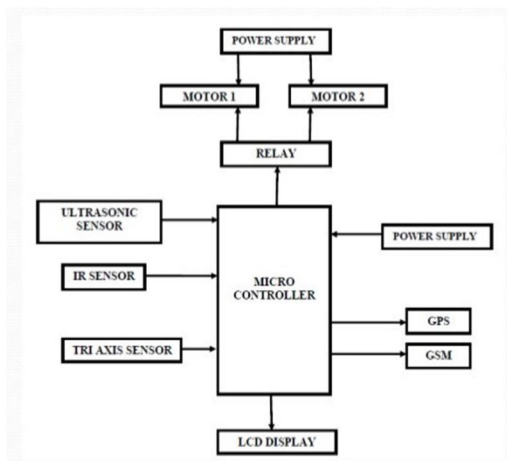 POWER SUPPLY
MOTOR 1
MOTOR 2
RELAY
ULTRASONIC
SENSOR
POWER SUPPLY
IR SENSOR
MICRO
CONTROLLER
GPS
TRI AXIS SENSOR
GSM
LCD DISPLAY